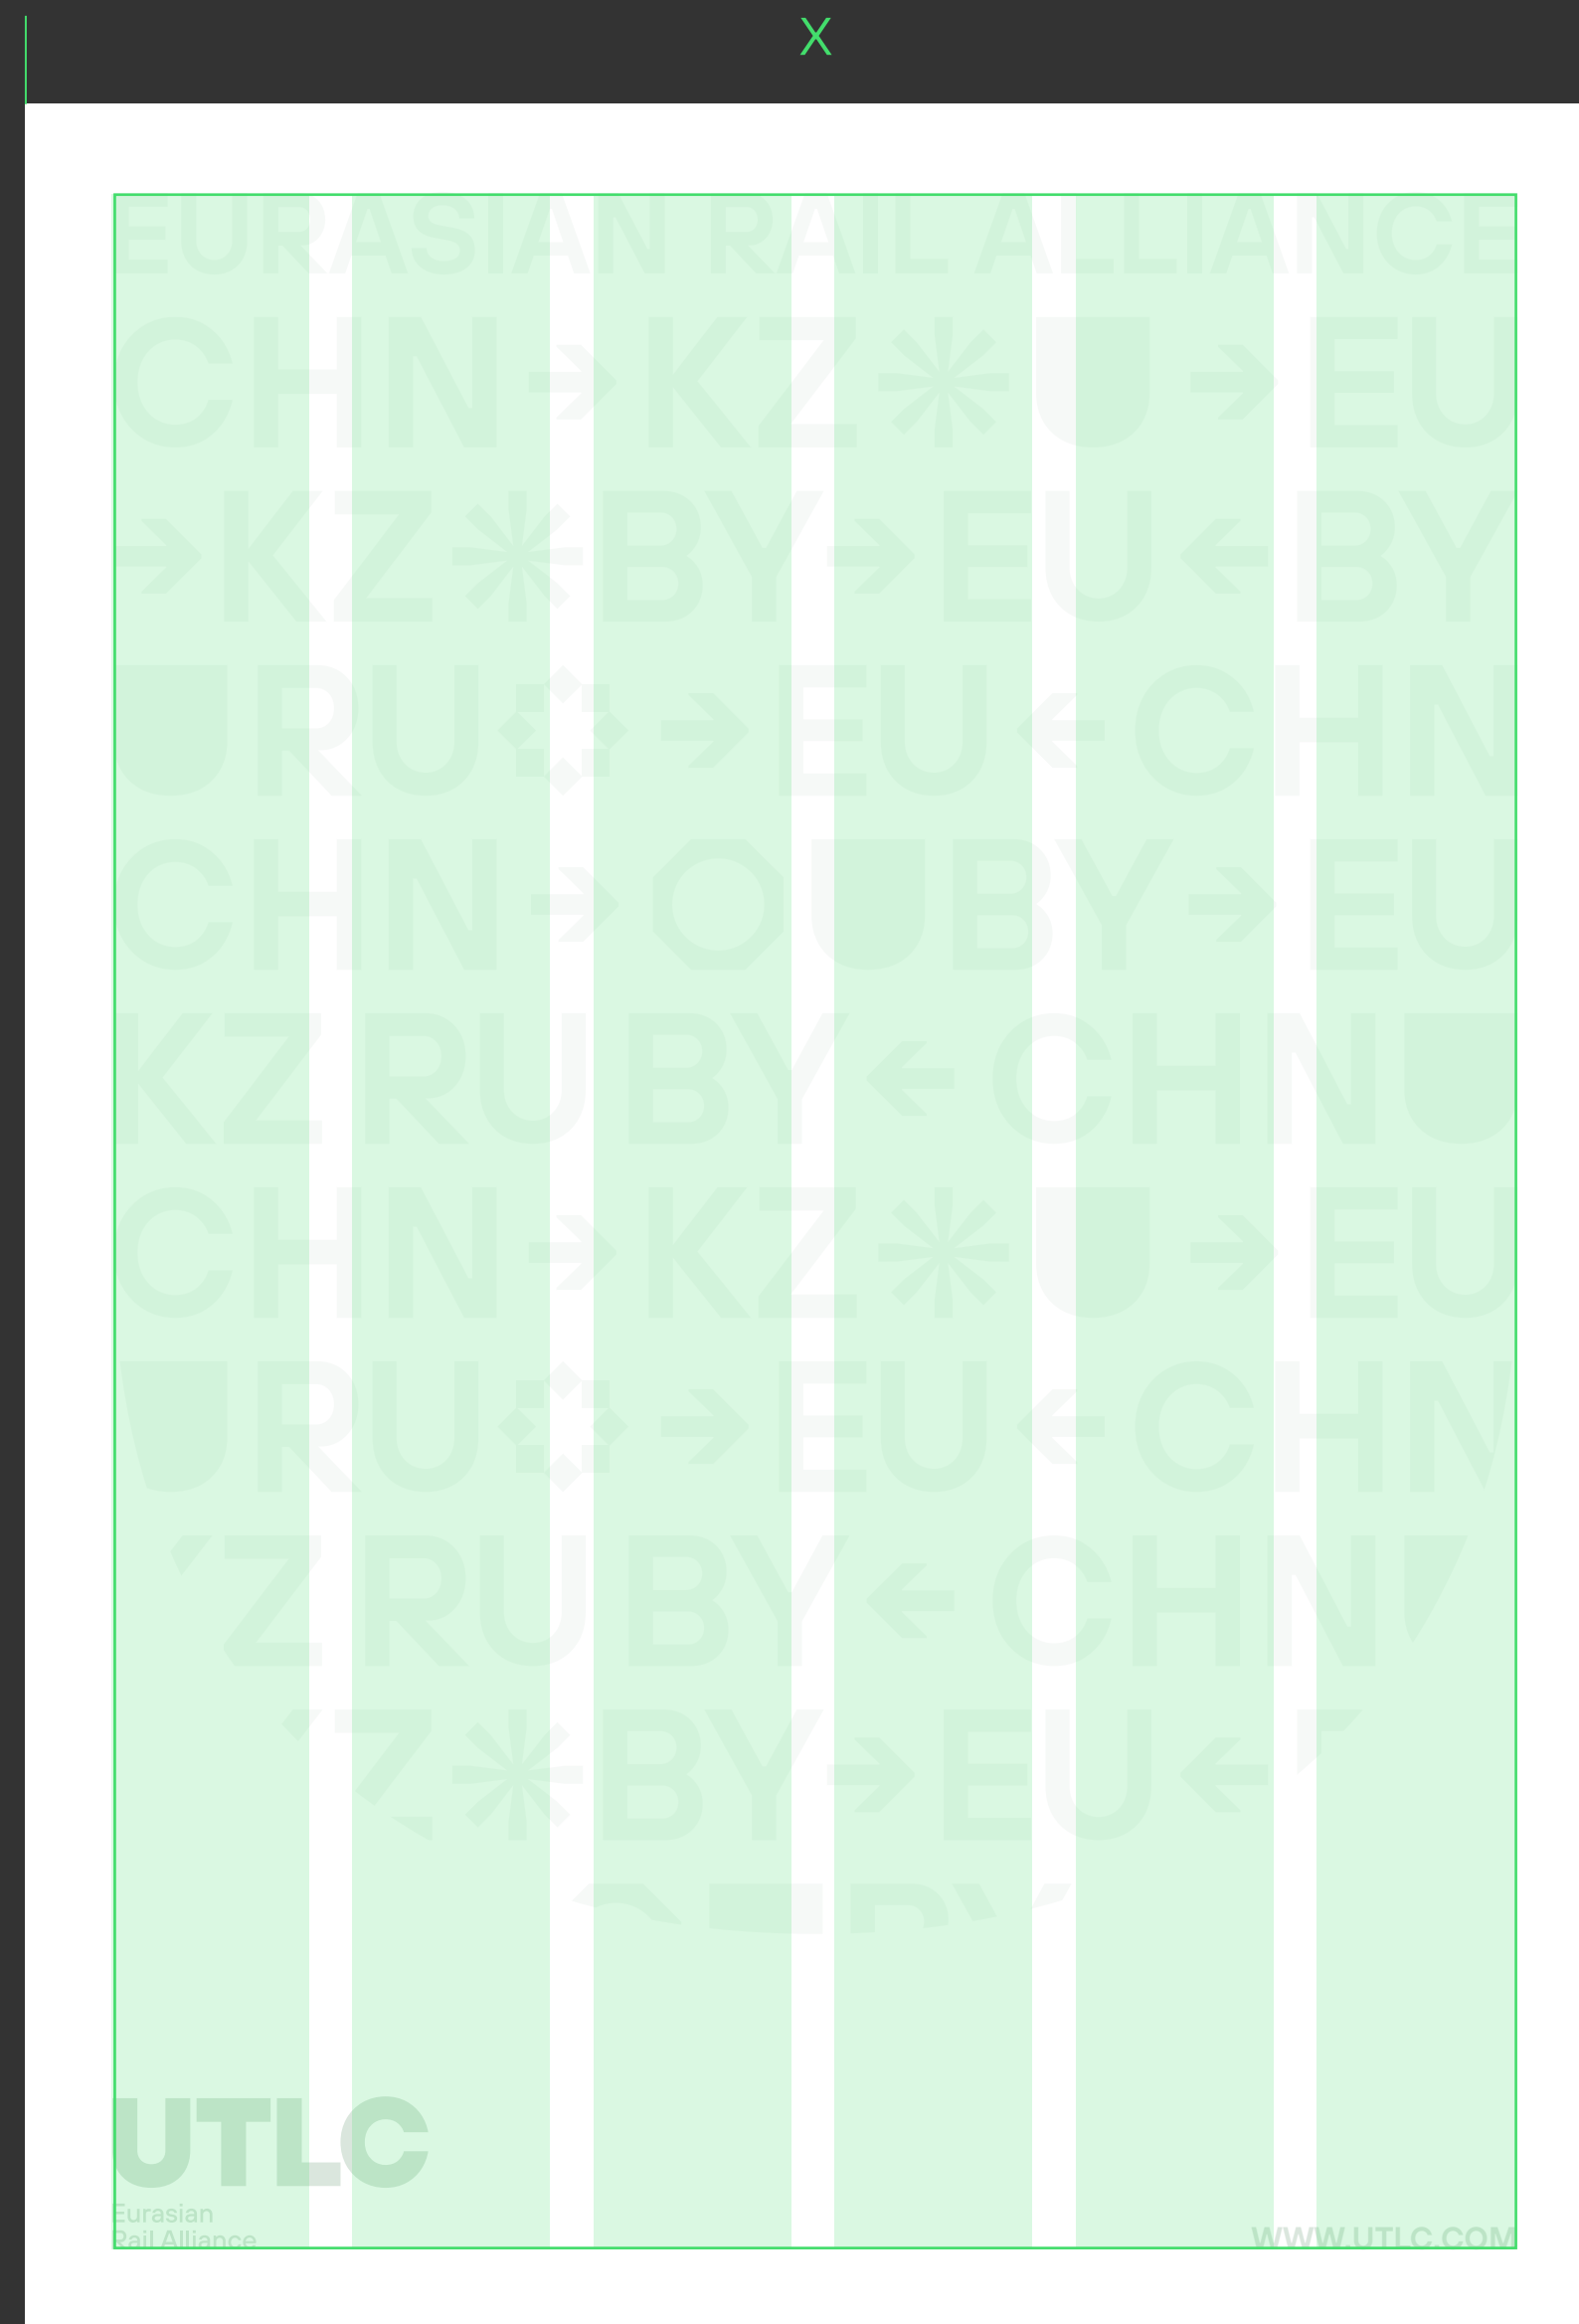 X
EURASIAN RAIL ALLIANCE
CHN → KZ → EU
→ KZ BY → EU ← BY
RU → EU ← CHN
CHN → BY → EU
KZ RU BY ← CHN
CHN → KZ → EU
RU → EU ← CHN
Z RU BY ← CHN
Z BY → EU ←
UTLC
Eurasian
Rail Alliance
WWW.UTLC.COM